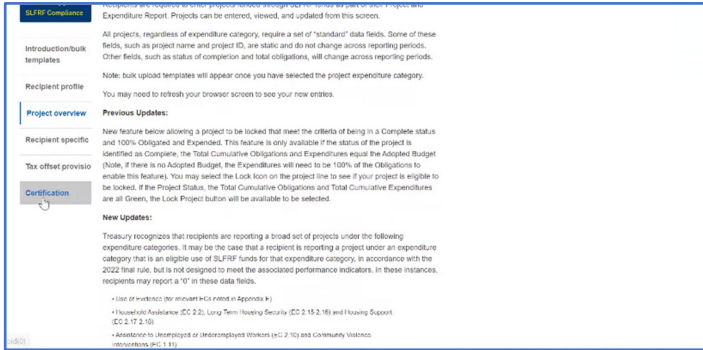 SLFRF Compliance
Introduction/bulk
templates
Recipient profile
Project overview
Recipient specific
Tax offset provisio
Certification
Recipients are required to enter projects funded through SLFRF funds as part of their Project and
Expenditure Report. Projects can be entered, viewed, and updated from this screen.
All projects, regardless of expenditure category, require a set of "standard" data fields. Some of these
fields, such as project name and project ID, are static and do not change across reporting periods.
Other fields, such as status of completion and total obligations, will change across reporting periods.
Note: bulk upload templates will appear once you have selected the project expenditure category.
You may need to refresh your browser screen to see your new entries.
Previous Updates:
New feature below allowing a project to be locked that meet the criteria of being in a Complete status
and 100% Obligated and Expended. This feature is only available if the status of the project is
identified as Complete, the Total Cumulative Obligations and Expenditures equal the Adopted Budget
(Note, if there is no Adopted Budget, the Expenditures will need to be 100% of the Obligations to
enable this feature). You may select the Lock Icon on the project line to see if your project is eligible to
be locked. If the Project Status, the Total Cumulative Obligations and Total Cumulative Expenditures
are all Green, the Lock Project button will be available to be selected.
New Updates:
Treasury recognizes that recipients are reporting a broad set of projects under the following
expenditure categories. It may be the case that a recipient is reporting a project under an expenditure
category that is an eligible use of SLFRF funds for that expenditure category, in accordance with the
2022 final rule, but is not designed to meet the associated performance indicators. In these instances,
recipients may report a "0" in these data fields.
• Use of Evidence (for relevant ECs noted in Appendix E)
• Household Assistance (EC 2.2), Long Term Housing Security (EC 2.15-2.16) and Housing Support
(EC 2.17-2.18)
• Assistance to Unemployed or Underemployed Workers (EC 2.10) and Community Violence
Interventions (EC 1.11)